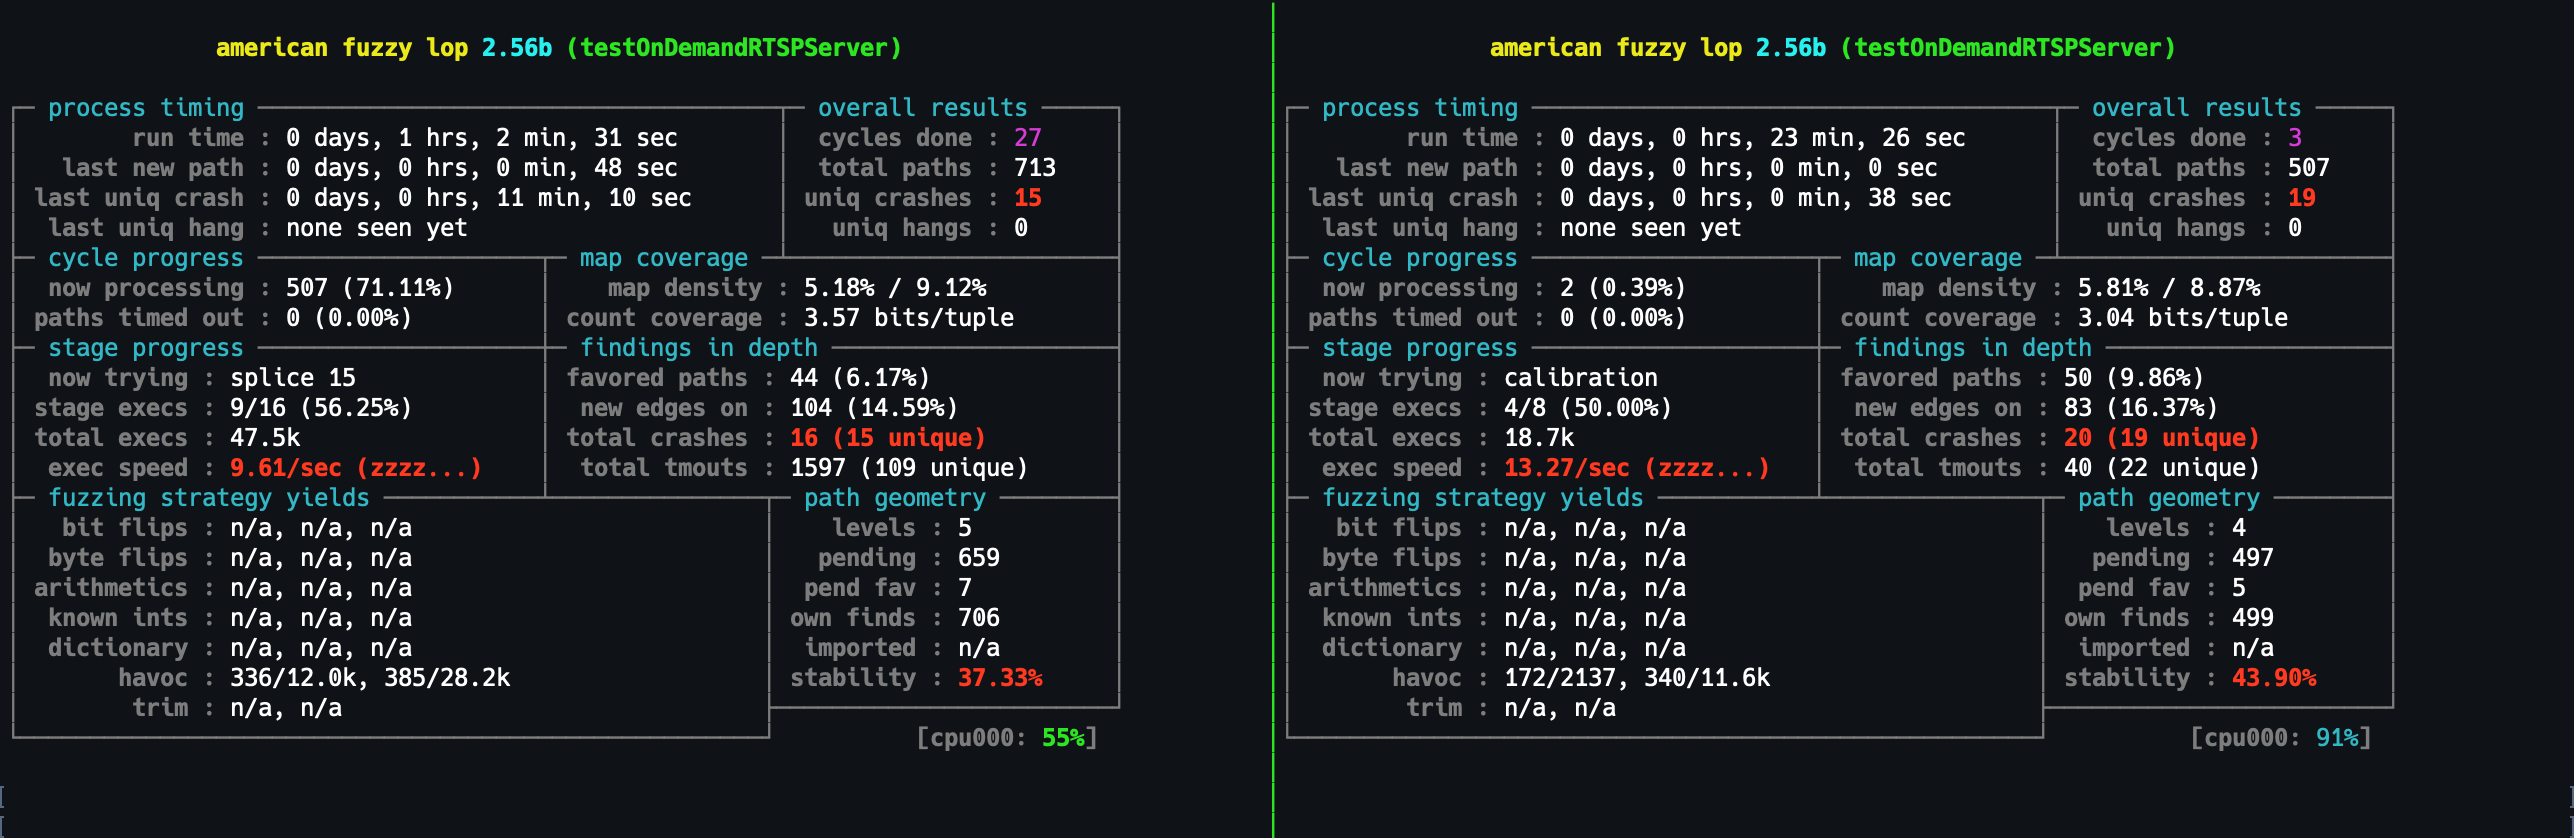 american fuzzy lop 2.56b (testOnDemandRTSPServer)
process timing
overall results
run time : 0 days, 1 hrs, 2 min, 31 sec
cycles done : 27
last new path : 0 days, 0 hrs, 0 min, 48 sec
total paths : 713
last uniq crash : 0 days, 0 hrs, 11 min, 10 sec
uniq crashes : 15
last uniq hang : none seen yet
uniq hangs : 0
cycle progress
map coverage
now processing : 507 (71.11%)
map density : 5.18% / 9.12%
paths timed out : 0 (0.00%)
count coverage : 3.57 bits/tuple
stage progress
findings in depth
now trying : splice 15
favored paths : 44 (6.17%)
stage execs : 9/16 (56.25%)
new edges on : 104 (14.59%)
total execs : 47.5k
total crashes : 16 (15 unique)
exec speed : 9.61/sec (zzzz...)
total tmouts : 1597 (109 unique)
fuzzing strategy yields
path geometry
bit flips : n/a, n/a, n/a
levels : 5
byte flips : n/a, n/a, n/a
pending : 659
arithmetics : n/a, n/a, n/a
pend fav : 7
known ints : n/a, n/a, n/a
own finds : 706
dictionary : n/a, n/a, n/a
imported : n/a
havoc : 336/12.0k, 385/28.2k
stability : 37.33%
trim : n/a, n/a
[cpu000: 55%]
american fuzzy lop 2.56b (testOnDemandRTSPServer)
process timing
overall results
run time : 0 days, 0 hrs, 23 min, 26 sec
cycles done : 3
last new path : 0 days, 0 hrs, 0 min, 0 sec
total paths : 507
last uniq crash : 0 days, 0 hrs, 0 min, 38 sec
uniq crashes : 19
last uniq hang : none seen yet
uniq hangs : 0
cycle progress
map coverage
now processing : 2 (0.39%)
map density : 5.81% / 8.87%
paths timed out : 0 (0.00%)
count coverage : 3.04 bits/tuple
stage progress
findings in depth
now trying : calibration
favored paths : 50 (9.86%)
stage execs : 4/8 (50.00%)
new edges on : 83 (16.37%)
total execs : 18.7k
total crashes : 20 (19 unique)
exec speed : 13.27/sec (zzzz...)
total tmouts : 40 (22 unique)
fuzzing strategy yields
path geometry
bit flips : n/a, n/a, n/a
levels : 4
byte flips : n/a, n/a, n/a
pending : 497
arithmetics : n/a, n/a, n/a
pend fav : 5
known ints : n/a, n/a, n/a
own finds : 499
dictionary : n/a, n/a, n/a
imported : n/a
havoc : 172/2137, 340/11.6k
stability : 43.90%
trim : n/a, n/a
[cpu000: 91%]